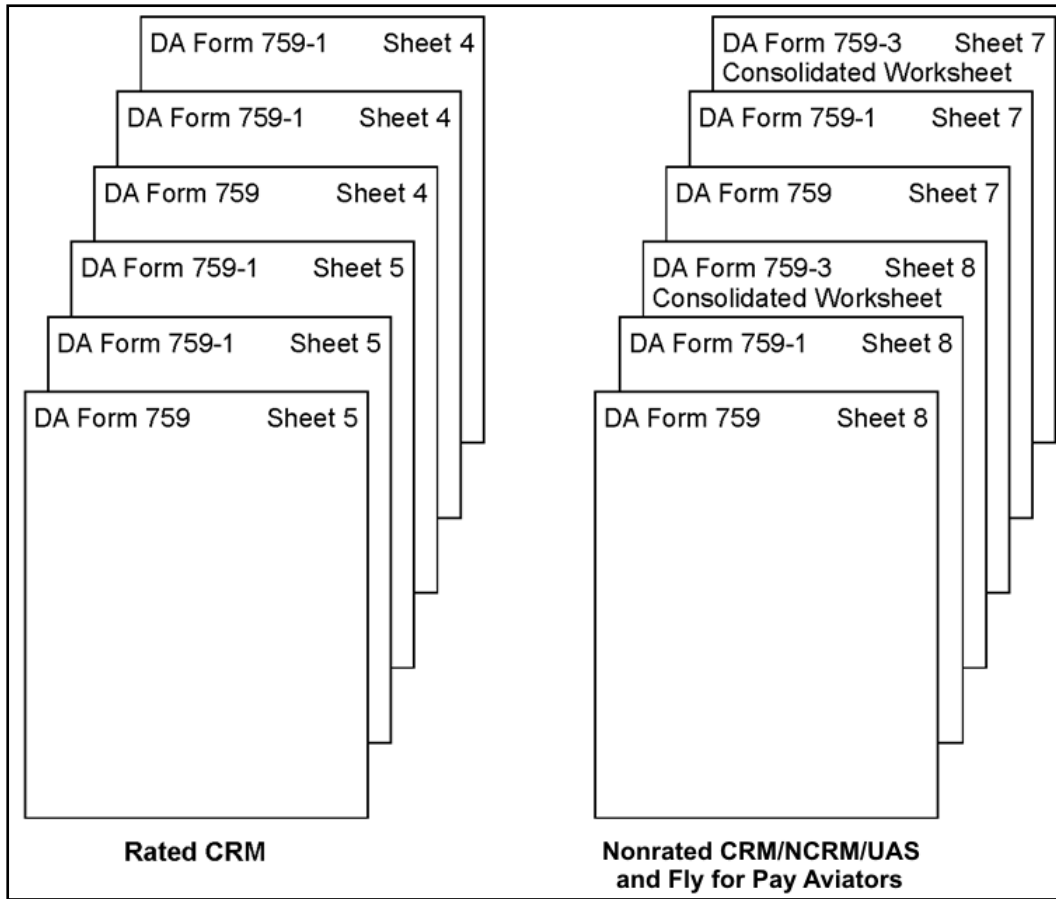 DA Form 759-1 Sheet 4
DA Form 759-1 Sheet 4
DA Form 759 Sheet 4
DA Form 759-1 Sheet 5
DA Form 759-1 Sheet 5
DA Form 759 Sheet 5
Rated CRM
DA Form 759-3 Sheet 7
Consolidated Worksheet
DA Form 759-1 Sheet 7
DA Form 759 Sheet 7
DA Form 759-3 Sheet 8
Consolidated Worksheet
DA Form 759-1 Sheet 8
DA Form 759 Sheet 8
Nonrated CRM/NCRM/UAS
and Fly for Pay Aviators